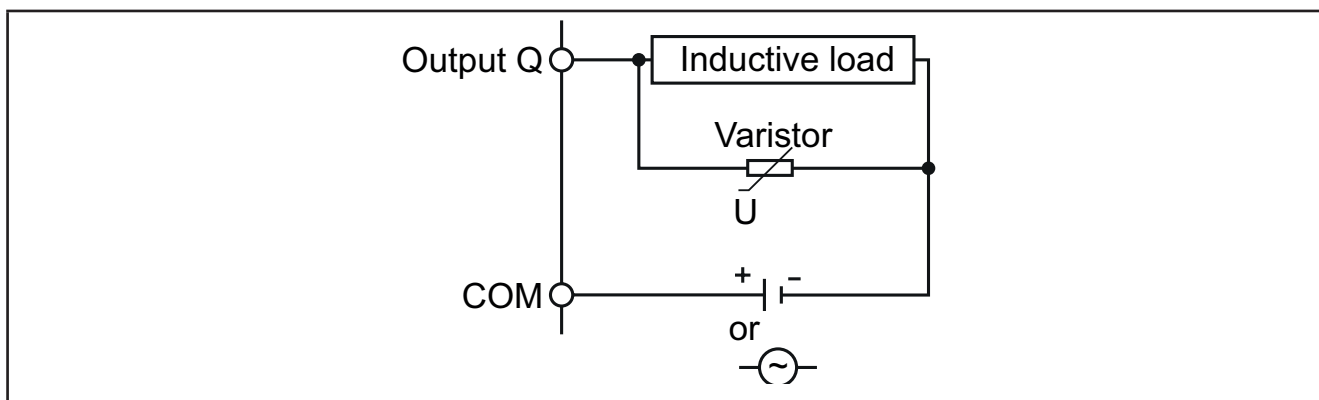 Output Q
Inductive load
Varistor
U
COM
+ −
or
~